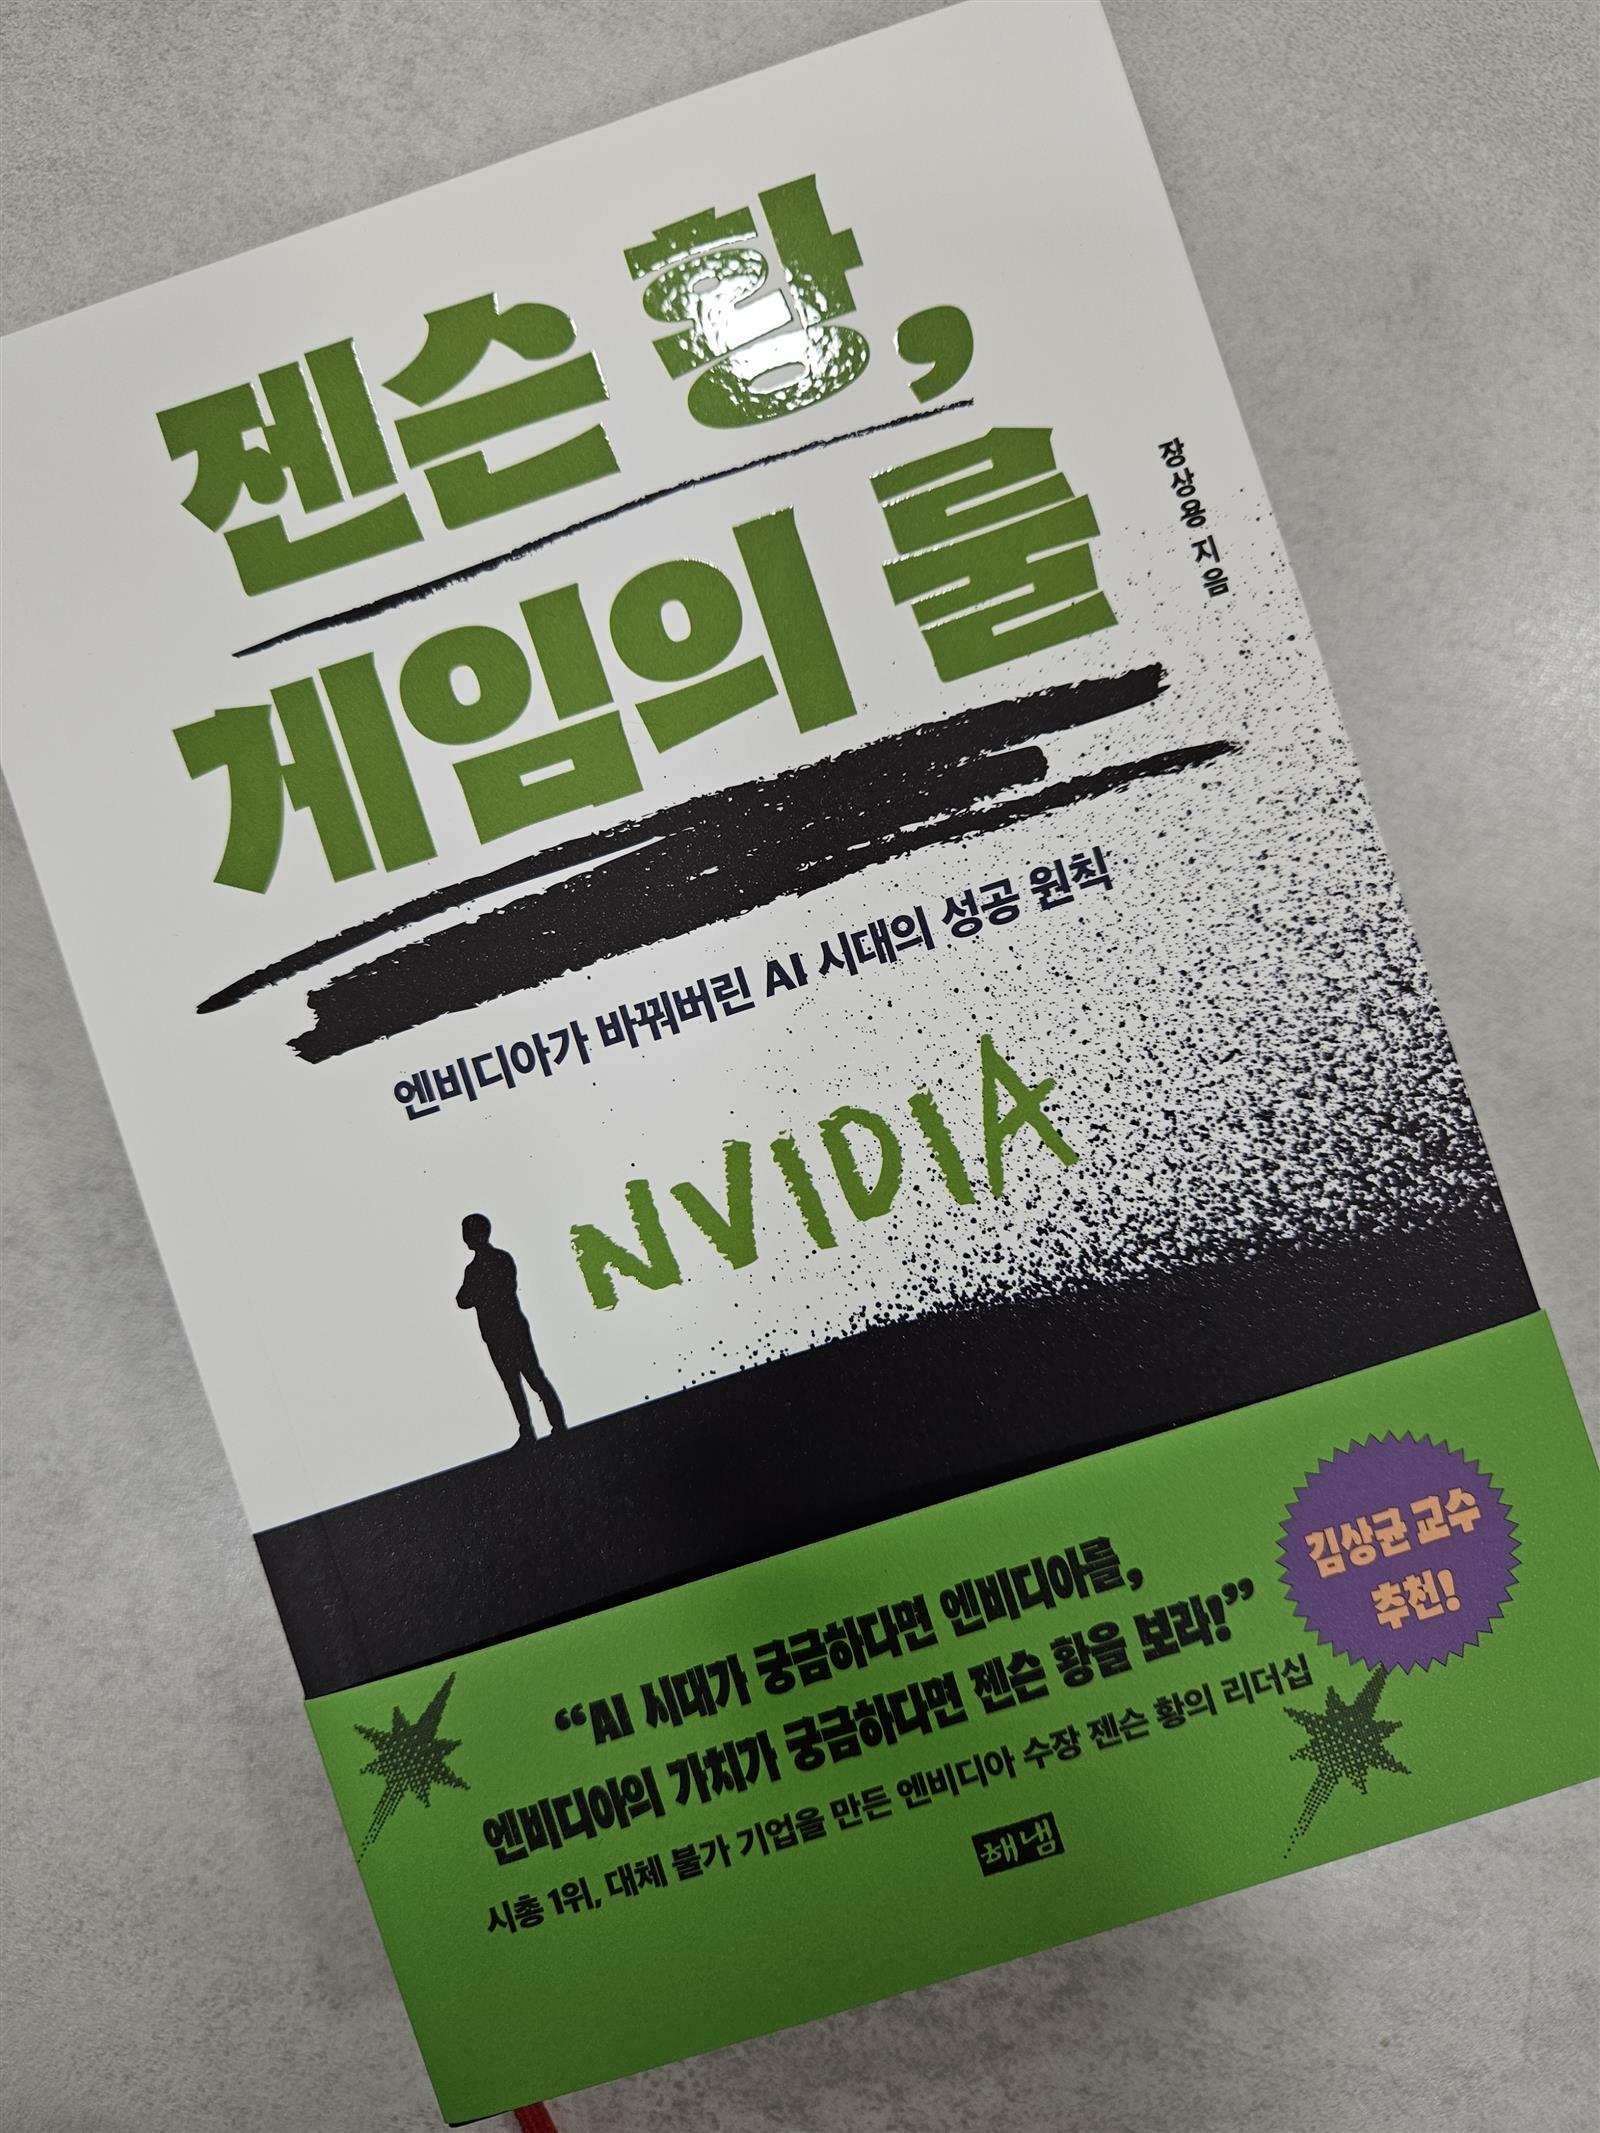 젠슨 황,
게임의 룰
장상용 지음
엔비디아가 바꿔버린 AI 시대의 성공 원칙
NVIDIA
김상균 교수
추천!
“AI 시대가 궁금하다면 엔비디아를,
엔비디아의 가치가 궁금하다면 젠슨 황을 보라!”
시총 1위, 대체 불가 기업을 만든 엔비디아 수장 젠슨 황의 리더십
해냄